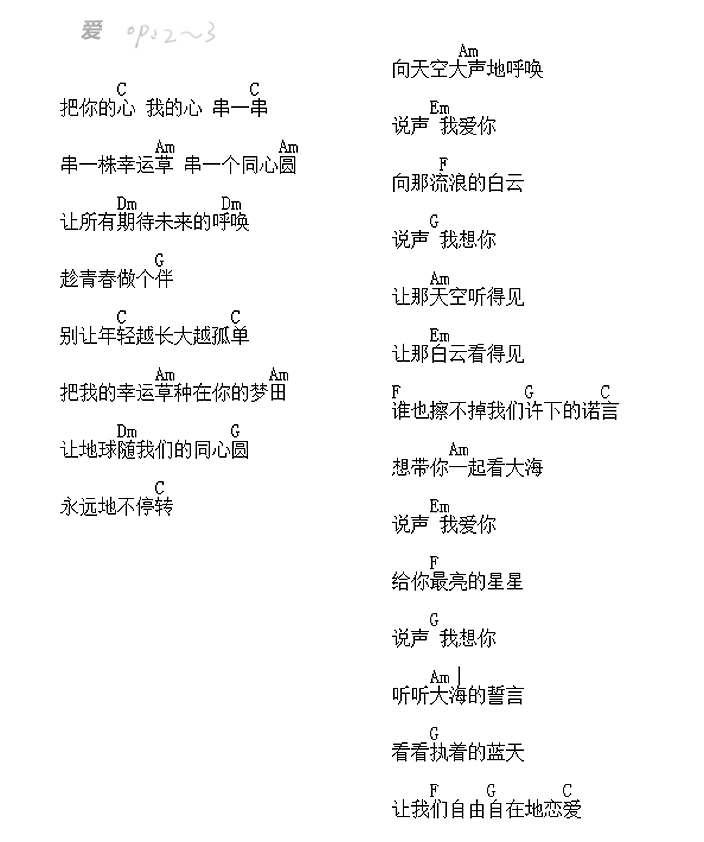 爱 op：2～3
C C
把你的心 我的心 串一串
Am Am
串一株幸运草 串一个同心圆
Dm Dm
让所有期待未来的呼唤
G
趁青春做个伴
C C
别让年轻越长大越孤单
Am Am
把我的幸运草种在你的梦田
Dm G
让地球随我们的同心圆
C
永远地不停转
Am
向天空大声地呼唤
Em
说声 我爱你
F
向那流浪的白云
G
说声 我想你
Am
让那天空听得见
Em
让那白云看得见
F G C
谁也擦不掉我们许下的诺言
Am
想带你一起看大海
Em
说声 我爱你
F
给你最亮的星星
G
说声 我想你
Am
听听大海的誓言
G
看看执着的蓝天
F G C
让我们自由自在地恋爱